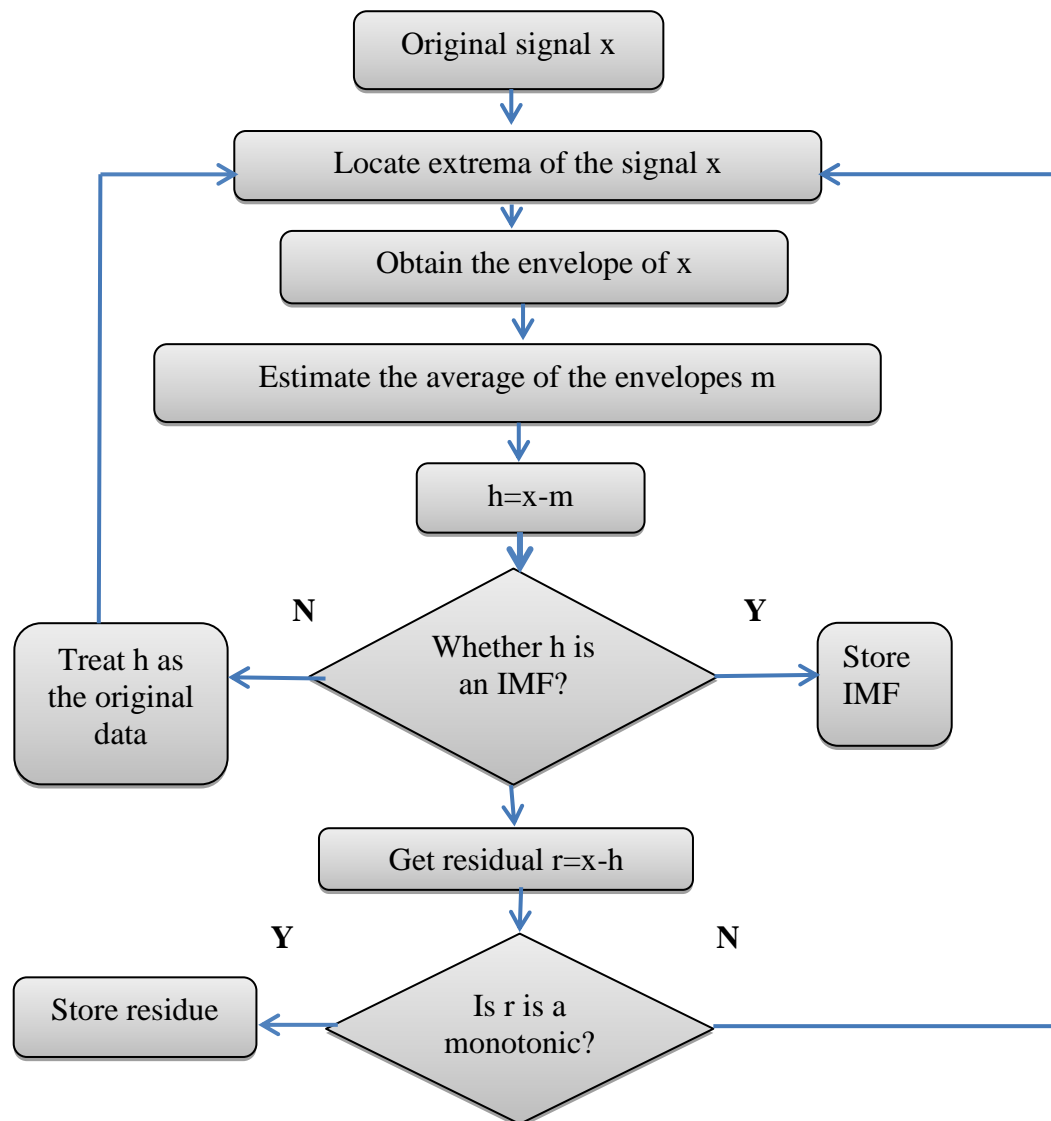 Original signal x
Locate extrema of the signal x
Obtain the envelope of x
Estimate the average of the envelopes m
h=x-m
N
Y
Whether h is
an IMF?
Treat h as
the original
data
Store
IMF
Get residual r=x-h
Y
N
Store residue
Is r is a
monotonic?